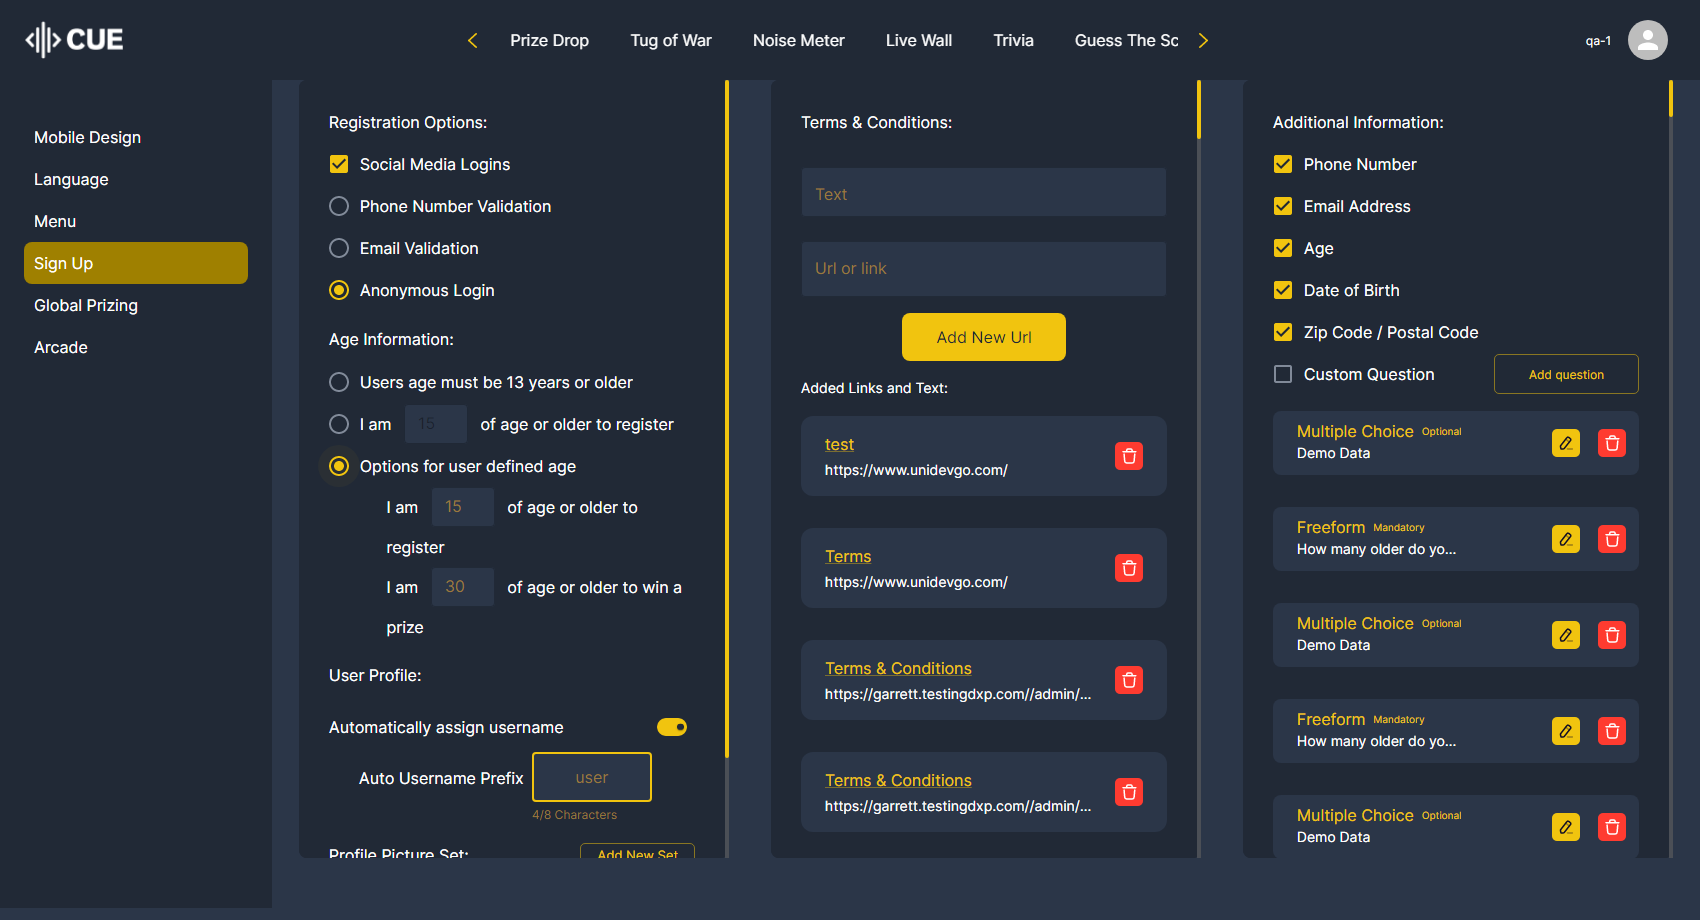 CUE
Prize Drop
Tug of War
Noise Meter
Live Wall
Trivia
Guess The Sc
qa-1
Mobile Design
Language
Menu
Sign Up
Global Prizing
Arcade
Registration Options:
Social Media Logins
Phone Number Validation
Email Validation
Anonymous Login
Age Information:
Users age must be 13 years or older
I am 15 of age or older to register
Options for user defined age
I am 15 of age or older to
register
I am 30 of age or older to win a
prize
User Profile:
Automatically assign username
Auto Username Prefix user
4/8 Characters
Profile Picture Set: Add New Set
Terms & Conditions:
Text
Url or link
Add New Url
Added Links and Text:
test
https://www.unidevgo.com/
Terms
https://www.unidevgo.com/
Terms & Conditions
https://garrett.testingdxp.com//admin/...
Terms & Conditions
https://garrett.testingdxp.com//admin/...
Additional Information:
Phone Number
Email Address
Age
Date of Birth
Zip Code / Postal Code
Custom Question Add question
Multiple Choice Optional
Demo Data
Freeform Mandatory
How many older do yo...
Multiple Choice Optional
Demo Data
Freeform Mandatory
How many older do yo...
Multiple Choice Optional
Demo Data